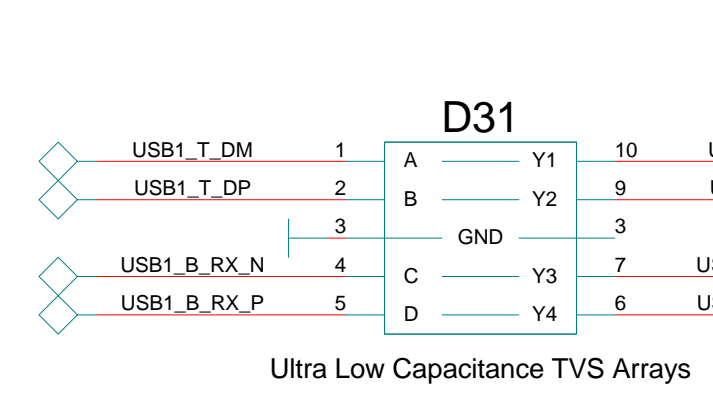 D31
USB1_T_DM 1 A Y1 10
USB1_T_DP 2 B Y2 9
3 GND 3
USB1_B_RX_N 4 C Y3 7
USB1_B_RX_P 5 D Y4 6
Ultra Low Capacitance TVS Arrays